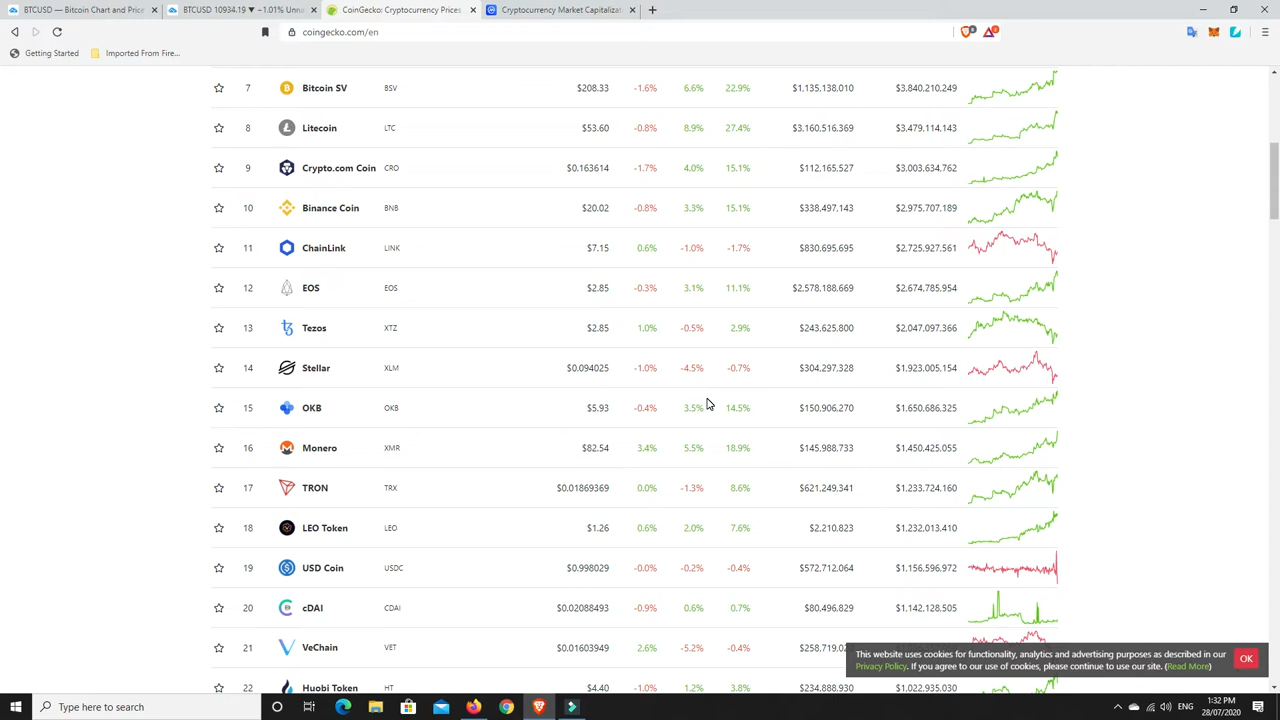 BTCUSD — Bitcoin Chart and Price
BTCUSD 10934.19 ▼ −1.01% Unna
CoinGecko: Cryptocurrency Prices
Cryptocurrency Market Capitalizat
coingecko.com/en
Getting Started
Imported From Fire...
7 Bitcoin SV BSV $208.33 -1.6% 6.6% 22.9% $1,135,138,010 $3,840,210,249
8 Litecoin LTC $53.60 -0.8% 8.9% 27.4% $3,160,516,369 $3,479,114,143
9 Crypto.com Coin CRO $0.163614 -1.7% 4.0% 15.1% $112,165,527 $3,003,634,762
10 Binance Coin BNB $20.02 -0.8% 3.3% 15.1% $338,497,143 $2,975,707,189
11 ChainLink LINK $7.15 0.6% -1.0% -1.7% $830,695,695 $2,725,927,561
12 EOS EOS $2.85 -0.3% 3.1% 11.1% $2,578,188,669 $2,674,785,954
13 Tezos XTZ $2.85 1.0% -0.5% 2.9% $243,625,800 $2,047,097,366
14 Stellar XLM $0.094025 -1.0% -4.5% -0.7% $304,297,328 $1,923,005,154
15 OKB OKB $5.93 -0.4% 3.5% 14.5% $150,906,270 $1,650,686,325
16 Monero XMR $82.54 3.4% 5.5% 18.9% $145,988,733 $1,450,425,055
17 TRON TRX $0.01869369 0.0% -1.3% 8.6% $621,249,341 $1,233,724,160
18 LEO Token LEO $1.26 0.6% 2.0% 7.6% $2,210,823 $1,232,013,410
19 USD Coin USDC $0.998029 -0.0% -0.2% -0.4% $572,712,064 $1,156,596,972
20 cDAI CDAI $0.02088493 -0.9% 0.6% 0.7% $80,496,829 $1,142,128,505
21 VeChain VET $0.01603949 2.6% -5.2% -0.4% $258,719,0
22 Huobi Token HT $4.40 -1.0% 1.2% 3.8% $234,888,930 $1,022,935,030
This website uses cookies for functionality, analytics and advertising purposes as described in our
Privacy Policy. If you agree to our use of cookies, please continue to use our site. (Read More)
OK
Type here to search
ENG
1:32 PM
28/07/2020